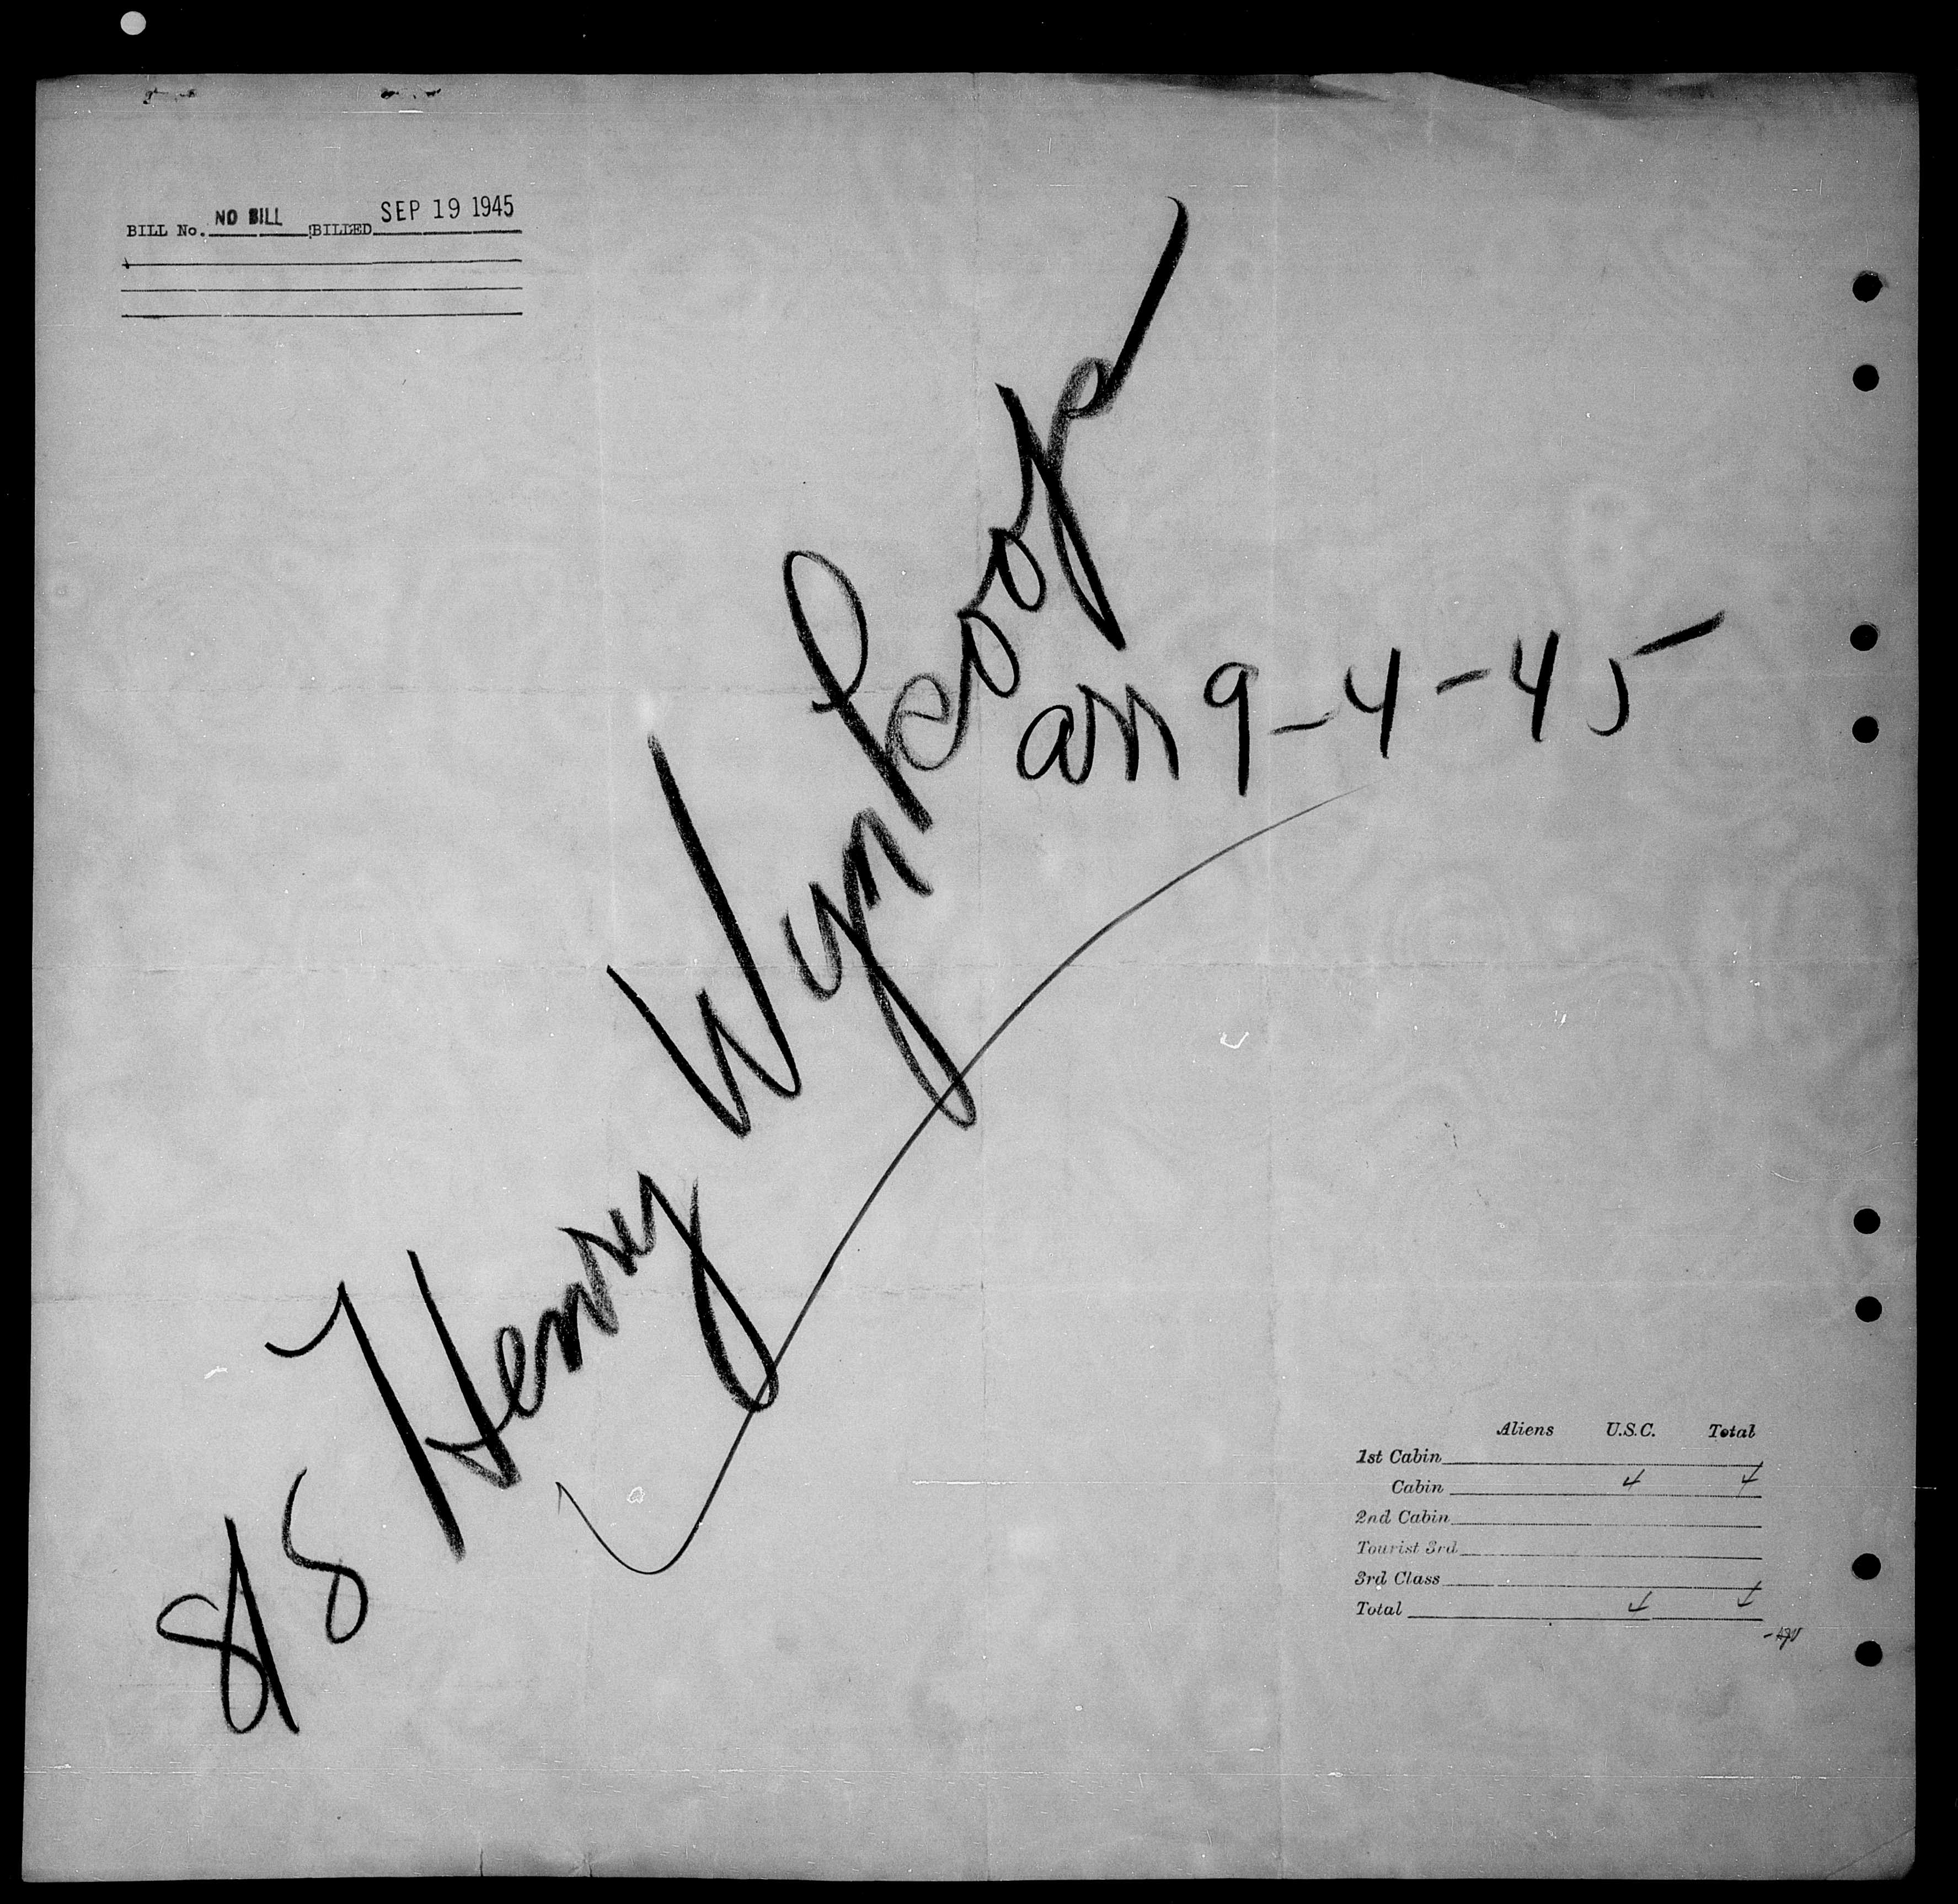 BILL No. NO BILL BILLED SEP 19 1945
S/S Henry Wynkoop
arr 9-4-45
Aliens U.S.C. Total
1st Cabin
Cabin 4 4
2nd Cabin
Tourist 3rd
3rd Class
Total 4 4